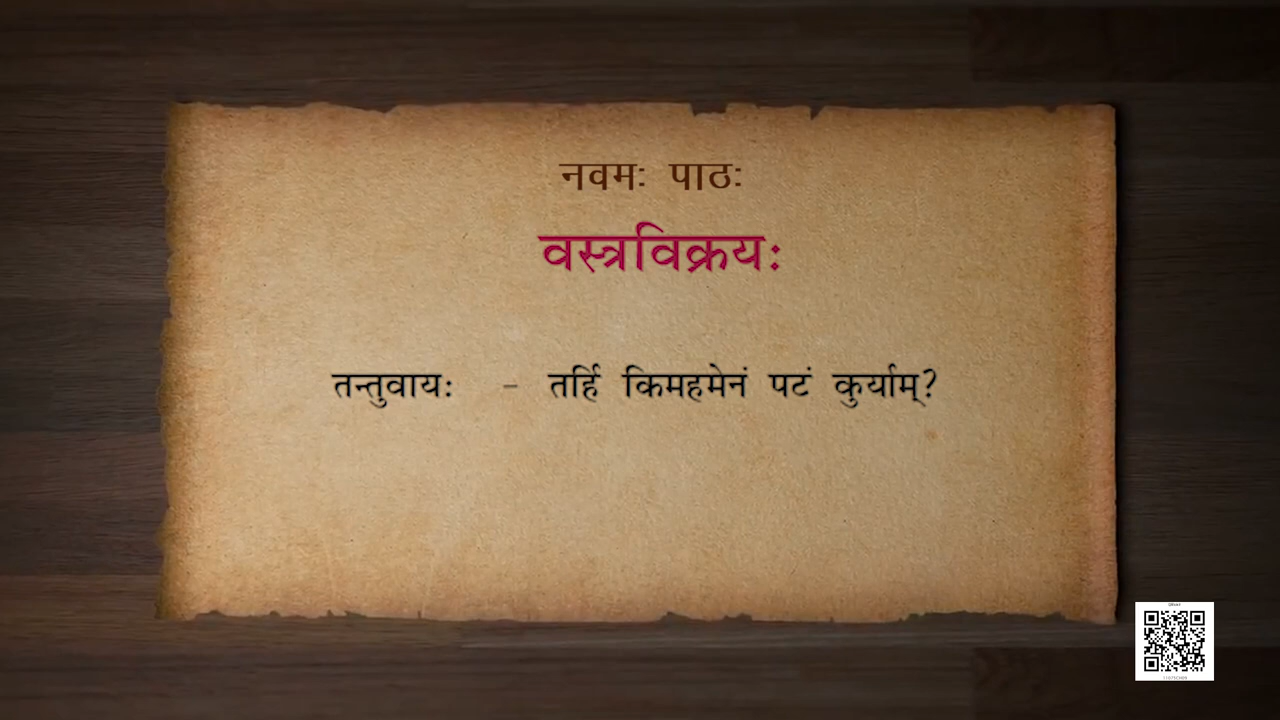 नवमः पाठः
वस्त्रविक्रयः
तन्तुवायः - तर्हि किमहमेनं पटं कुर्याम्?